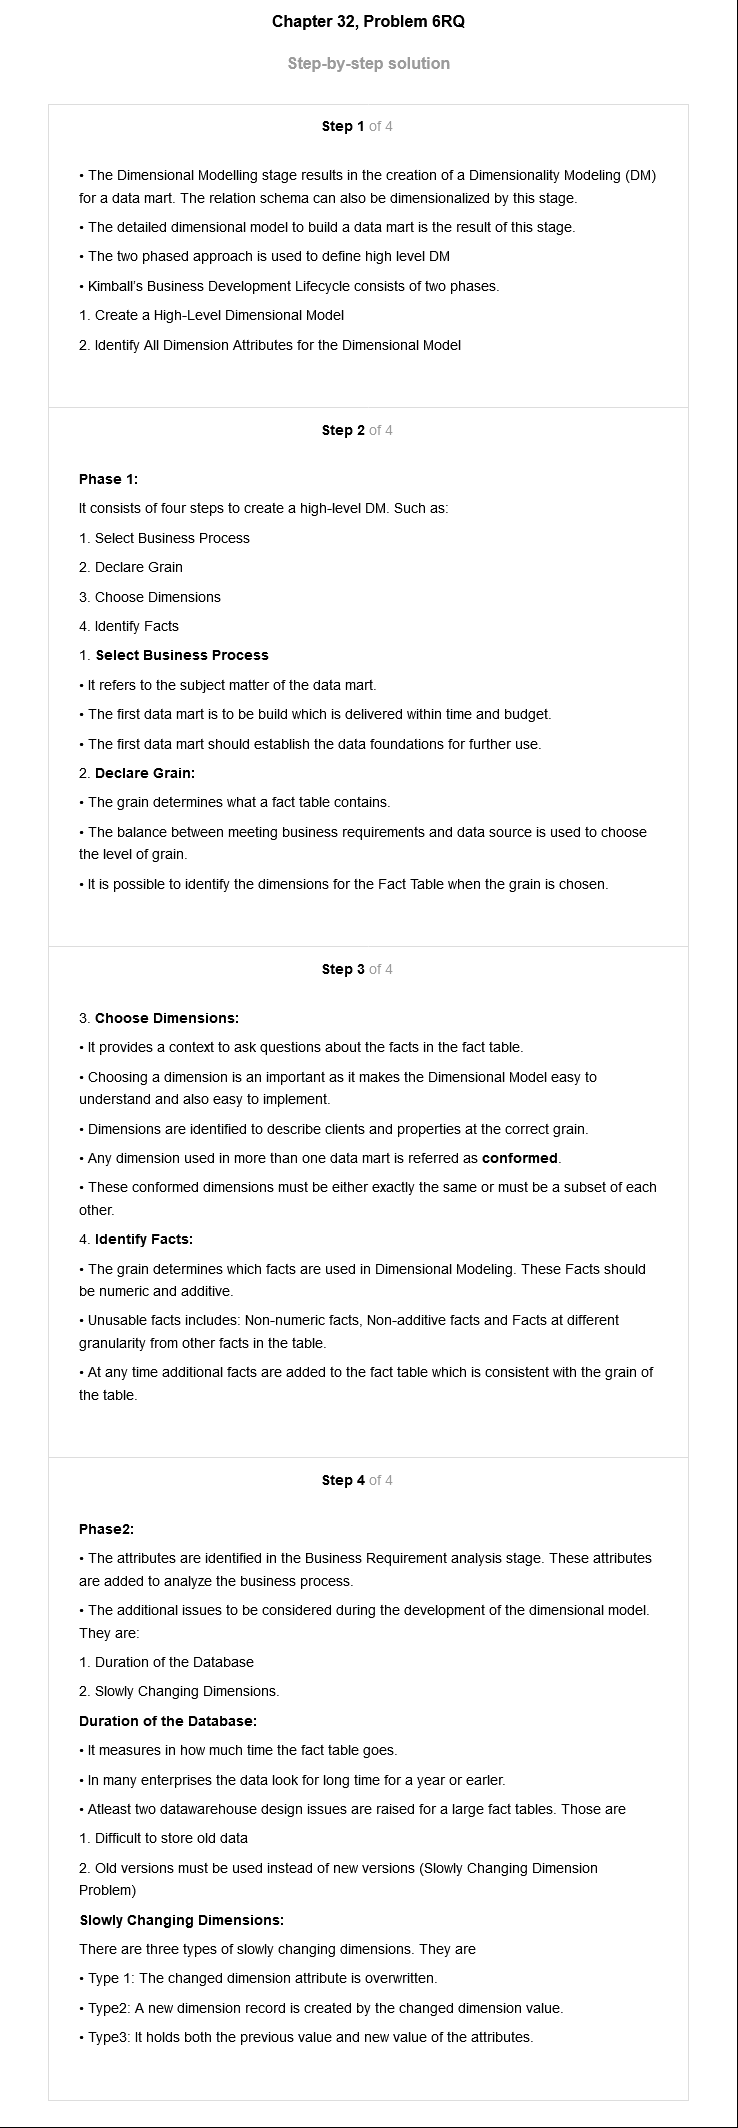 Chapter 32, Problem 6RQ
Step-by-step solution
Step 1 of 4
• The Dimensional Modelling stage results in the creation of a Dimensionality Modeling (DM)
for a data mart. The relation schema can also be dimensionalized by this stage.
• The detailed dimensional model to build a data mart is the result of this stage.
• The two phased approach is used to define high level DM
• Kimball's Business Development Lifecycle consists of two phases.
1. Create a High-Level Dimensional Model
2. Identify All Dimension Attributes for the Dimensional Model
Step 2 of 4
Phase 1:
It consists of four steps to create a high-level DM. Such as:
1. Select Business Process
2. Declare Grain
3. Choose Dimensions
4. Identify Facts
1. Select Business Process
• It refers to the subject matter of the data mart.
• The first data mart is to be build which is delivered within time and budget.
• The first data mart should establish the data foundations for further use.
2. Declare Grain:
• The grain determines what a fact table contains.
• The balance between meeting business requirements and data source is used to choose
the level of grain.
• It is possible to identify the dimensions for the Fact Table when the grain is chosen.
Step 3 of 4
3. Choose Dimensions:
• It provides a context to ask questions about the facts in the fact table.
• Choosing a dimension is an important as it makes the Dimensional Model easy to
understand and also easy to implement.
• Dimensions are identified to describe clients and properties at the correct grain.
• Any dimension used in more than one data mart is referred as conformed.
• These conformed dimensions must be either exactly the same or must be a subset of each
other.
4. Identify Facts:
• The grain determines which facts are used in Dimensional Modeling. These Facts should
be numeric and additive.
• Unusable facts includes: Non-numeric facts, Non-additive facts and Facts at different
granularity from other facts in the table.
• At any time additional facts are added to the fact table which is consistent with the grain of
the table.
Step 4 of 4
Phase2:
• The attributes are identified in the Business Requirement analysis stage. These attributes
are added to analyze the business process.
• The additional issues to be considered during the development of the dimensional model.
They are:
1. Duration of the Database
2. Slowly Changing Dimensions.
Duration of the Database:
• It measures in how much time the fact table goes.
• In many enterprises the data look for long time for a year or earler.
• Atleast two datawarehouse design issues are raised for a large fact tables. Those are
1. Difficult to store old data
2. Old versions must be used instead of new versions (Slowly Changing Dimension
Problem)
Slowly Changing Dimensions:
There are three types of slowly changing dimensions. They are
• Type 1: The changed dimension attribute is overwritten.
• Type2: A new dimension record is created by the changed dimension value.
• Type3: It holds both the previous value and new value of the attributes.